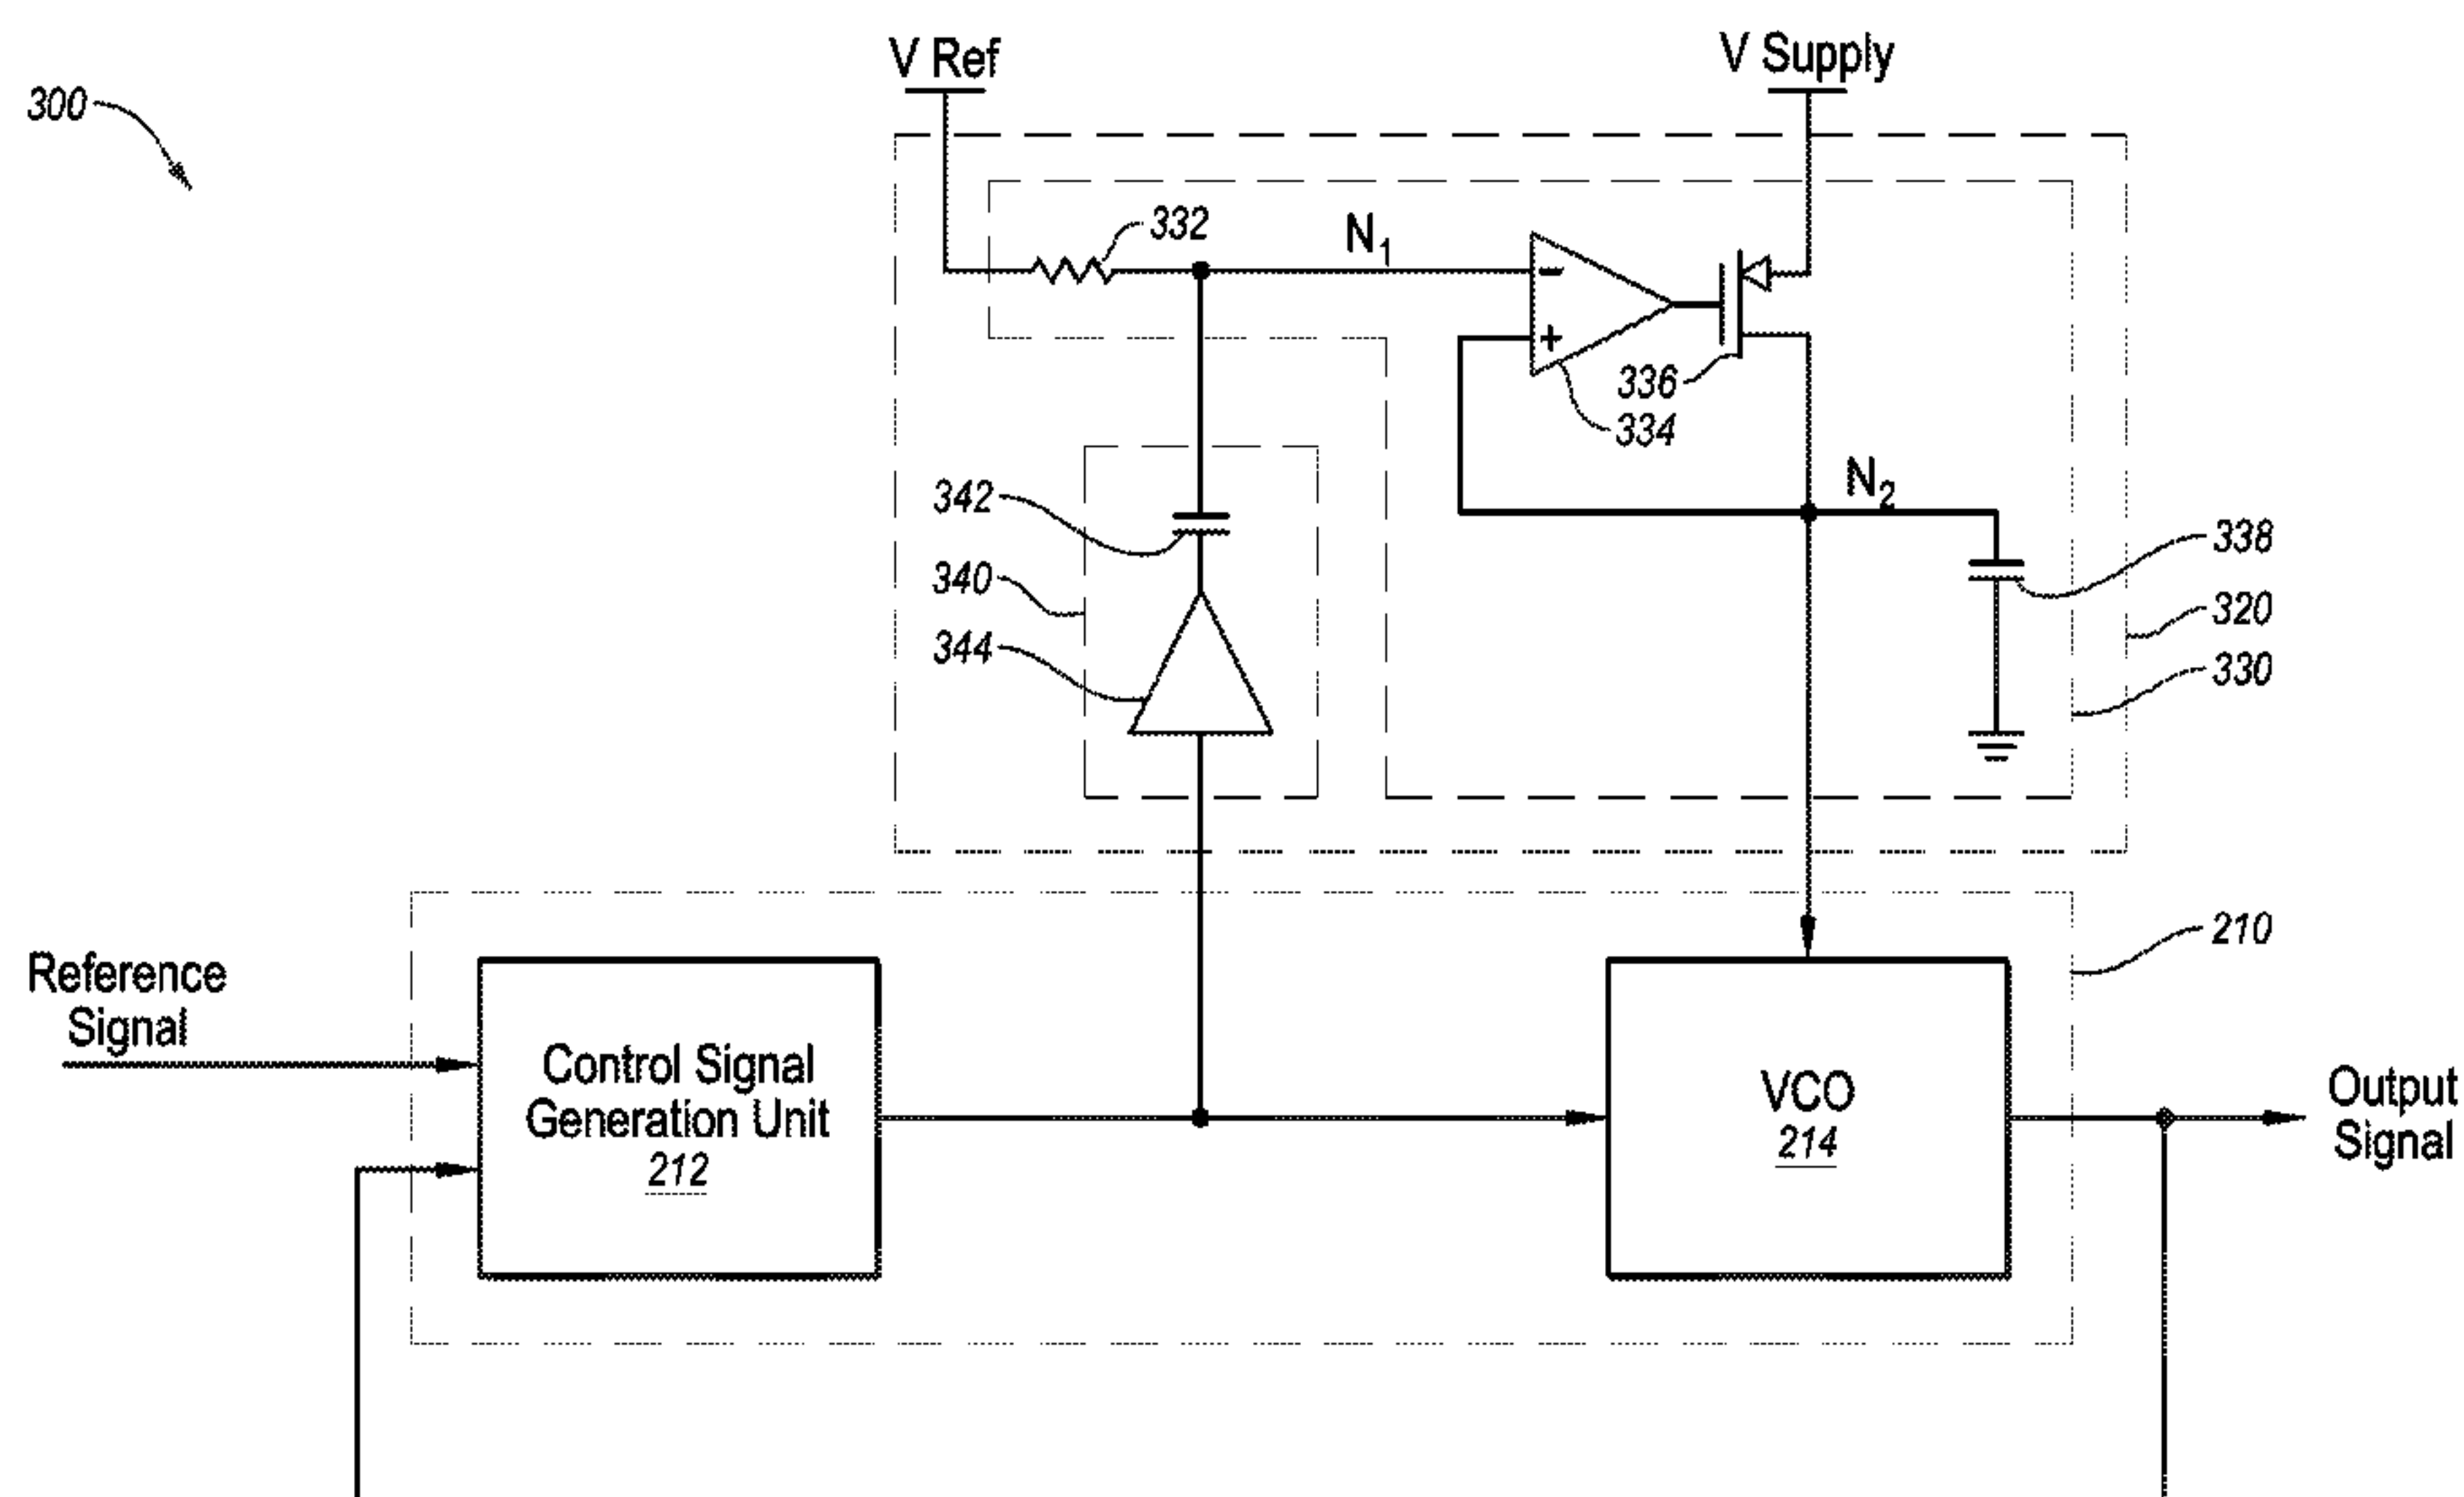 V Ref
V Supply
300
332
N1
-
+
336
334
N2
342
338
340
320
344
330
210
Reference
Signal
Control Signal
Generation Unit
212
VCO
214
Output
Signal